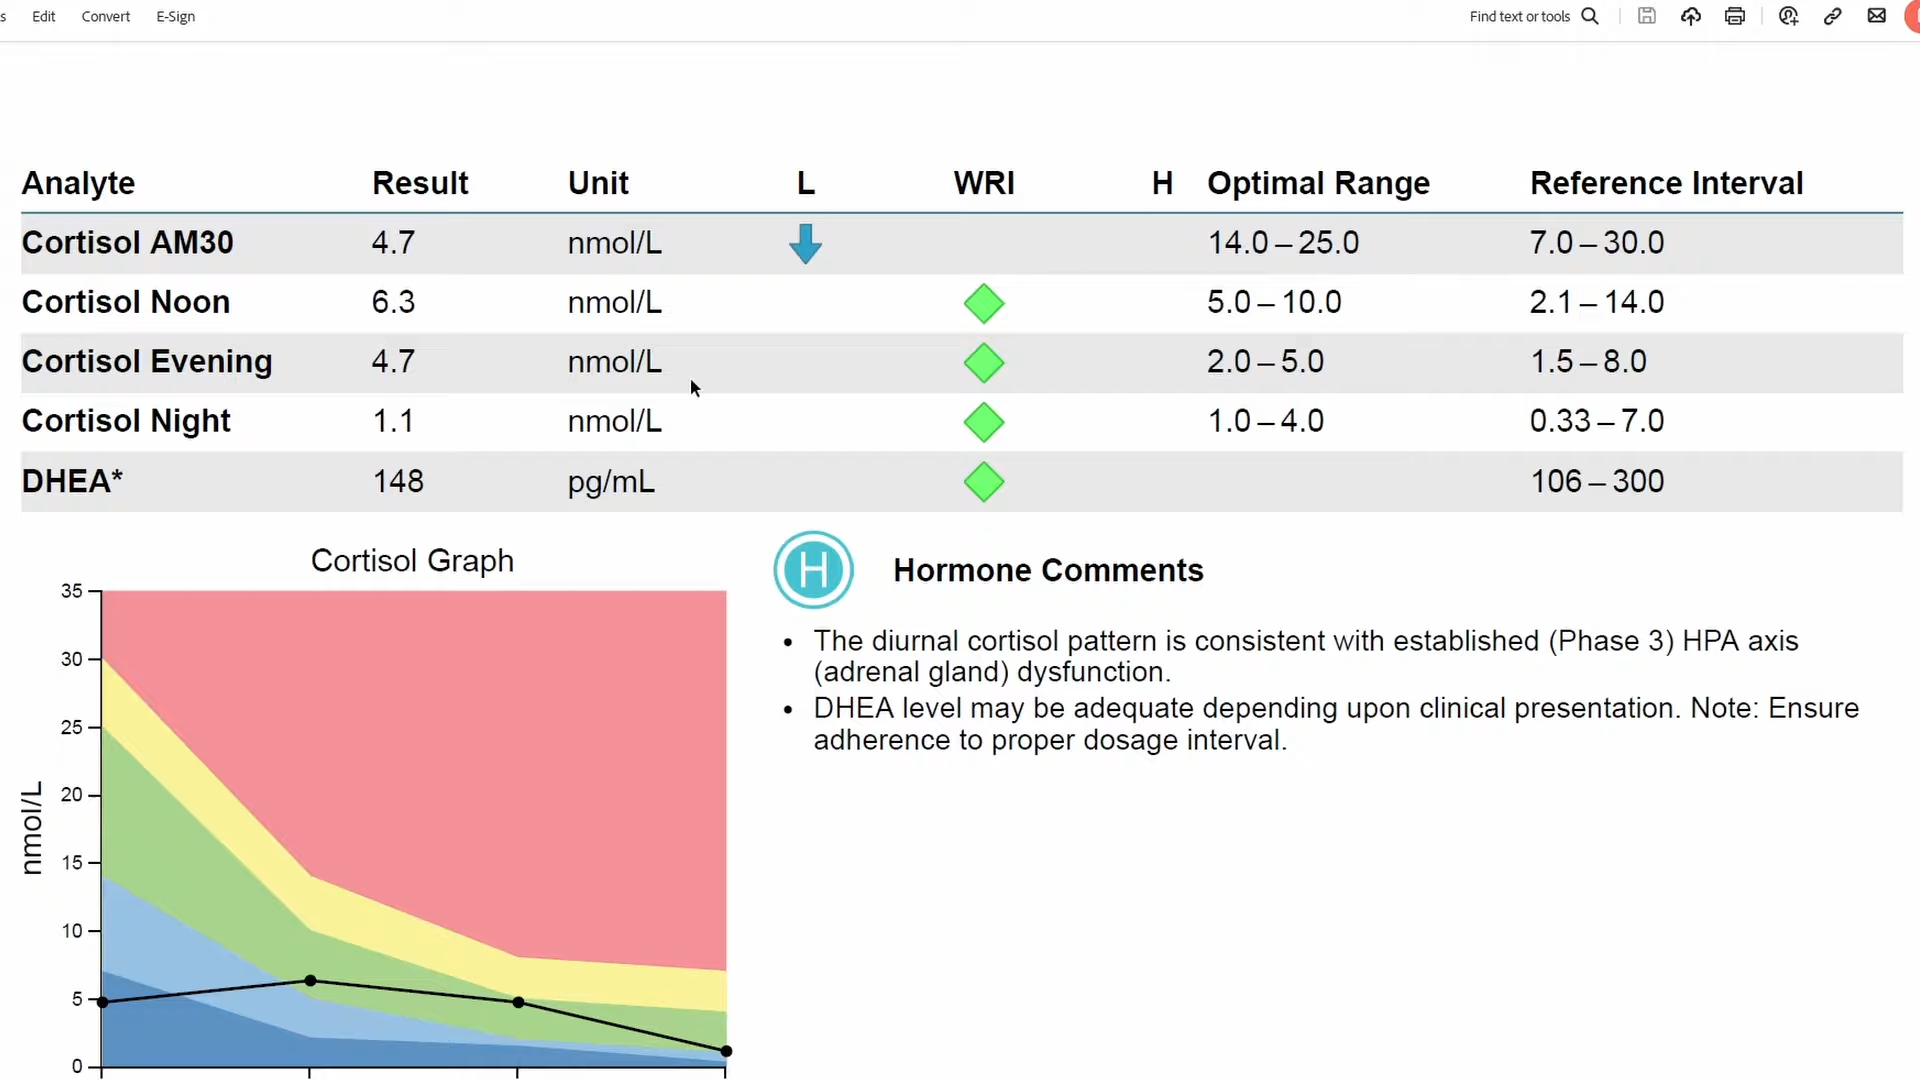 s Edit Convert E-Sign Find text or tools
Analyte Result Unit L WRI H Optimal Range Reference Interval
Cortisol AM30 4.7 nmol/L 14.0 – 25.0 7.0 – 30.0
Cortisol Noon 6.3 nmol/L 5.0 – 10.0 2.1 – 14.0
Cortisol Evening 4.7 nmol/L 2.0 – 5.0 1.5 – 8.0
Cortisol Night 1.1 nmol/L 1.0 – 4.0 0.33 – 7.0
DHEA* 148 pg/mL 106 – 300
Cortisol Graph
35
30
25
20
15
10
5
0
nmol/L
H Hormone Comments
• The diurnal cortisol pattern is consistent with established (Phase 3) HPA axis
(adrenal gland) dysfunction.
• DHEA level may be adequate depending upon clinical presentation. Note: Ensure
adherence to proper dosage interval.